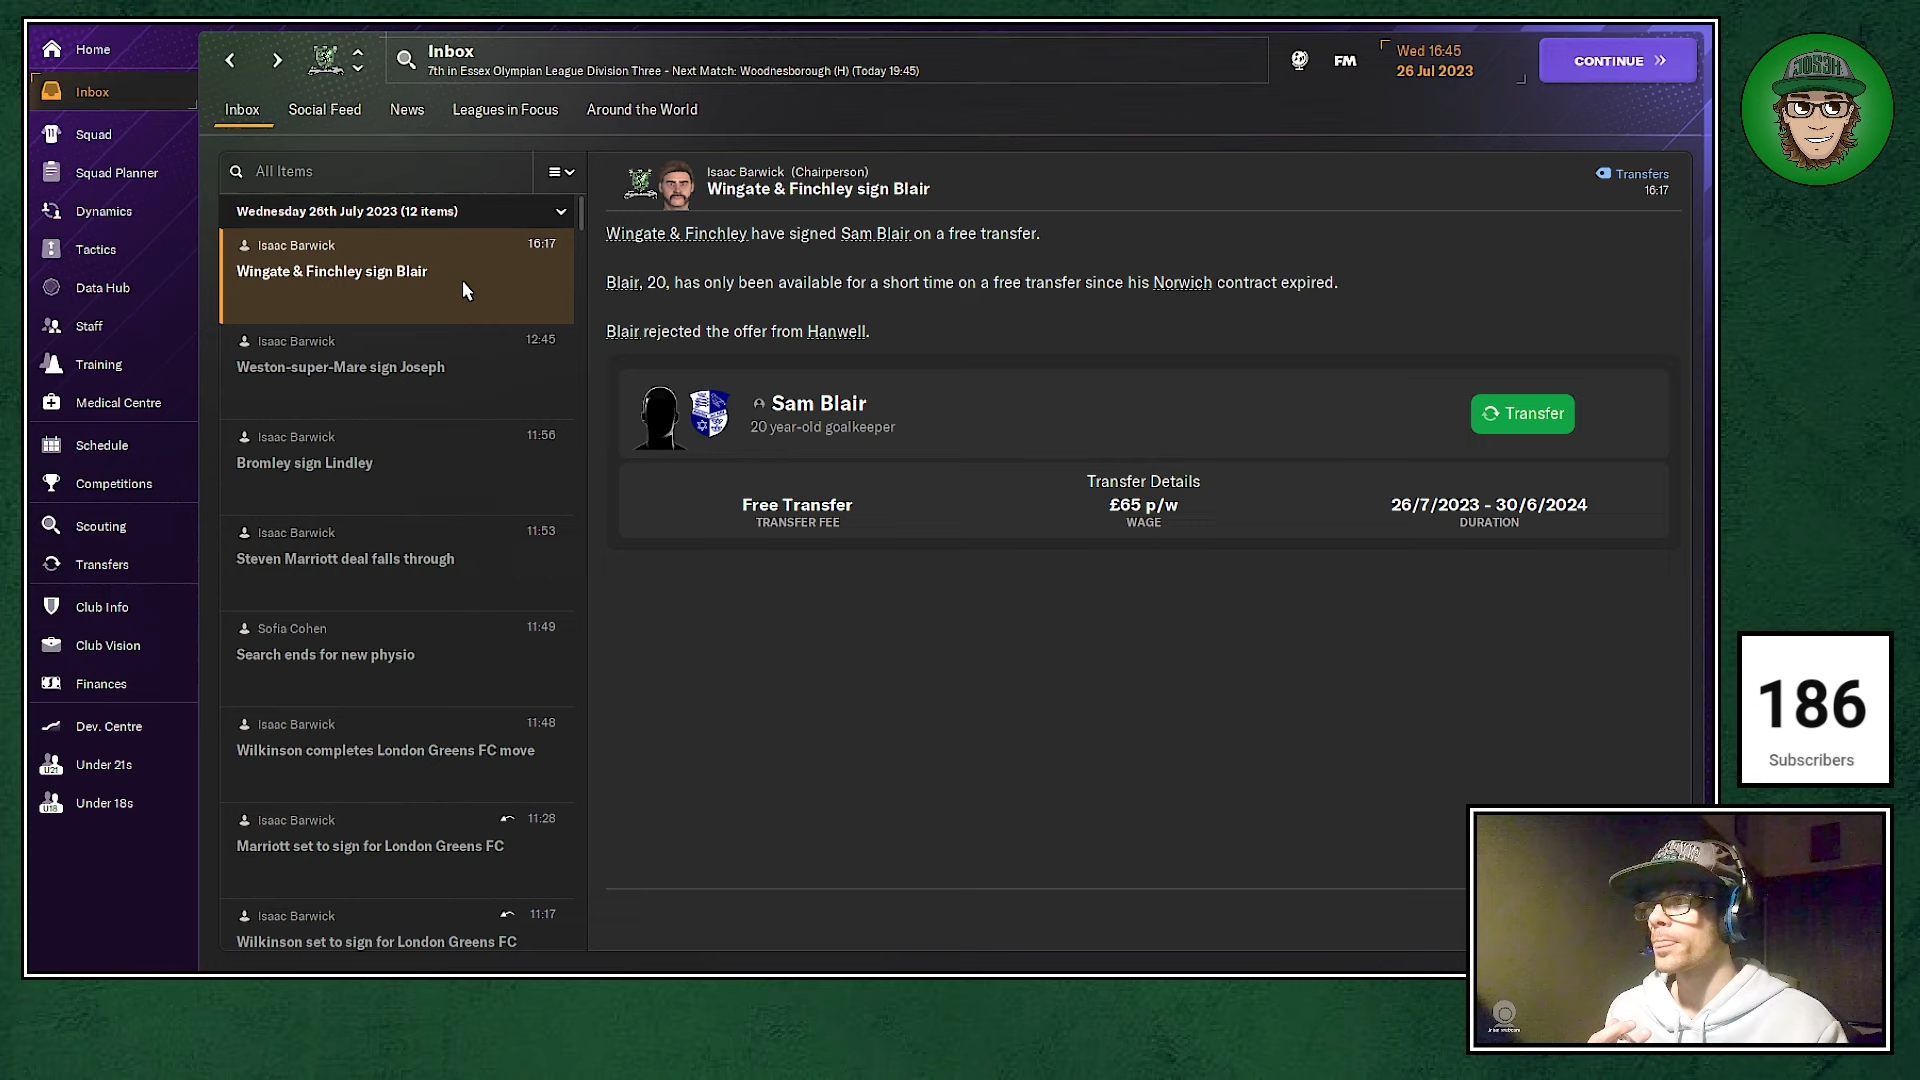 Home
Inbox
Squad
Squad Planner
Dynamics
Tactics
Data Hub
Staff
Training
Medical Centre
Schedule
Competitions
Scouting
Transfers
Club Info
Club Vision
Finances
Dev. Centre
U21
Under 21s
U18
Under 18s
Inbox
7th in Essex Olympian League Division Three - Next Match: Woodnesborough (H) (Today 19:45)
FM
Wed 16:45
26 Jul 2023
CONTINUE
Inbox Social Feed News Leagues in Focus Around the World
All Items
Wednesday 26th July 2023 (12 items)
Isaac Barwick 16:17
Wingate & Finchley sign Blair
Isaac Barwick 12:45
Weston-super-Mare sign Joseph
Isaac Barwick 11:56
Bromley sign Lindley
Isaac Barwick 11:53
Steven Marriott deal falls through
Sofia Cohen 11:49
Search ends for new physio
Isaac Barwick 11:48
Wilkinson completes London Greens FC move
Isaac Barwick 11:28
Marriott set to sign for London Greens FC
Isaac Barwick 11:17
Wilkinson set to sign for London Greens FC
Isaac Barwick (Chairperson)
Wingate & Finchley sign Blair
Transfers
16:17
Wingate & Finchley have signed Sam Blair on a free transfer.
Blair, 20, has only been available for a short time on a free transfer since his Norwich contract expired.
Blair rejected the offer from Hanwell.
Sam Blair
20 year-old goalkeeper
Transfer
Transfer Details
Free Transfer £65 p/w 26/7/2023 - 30/6/2024
TRANSFER FEE WAGE DURATION
186
Subscribers